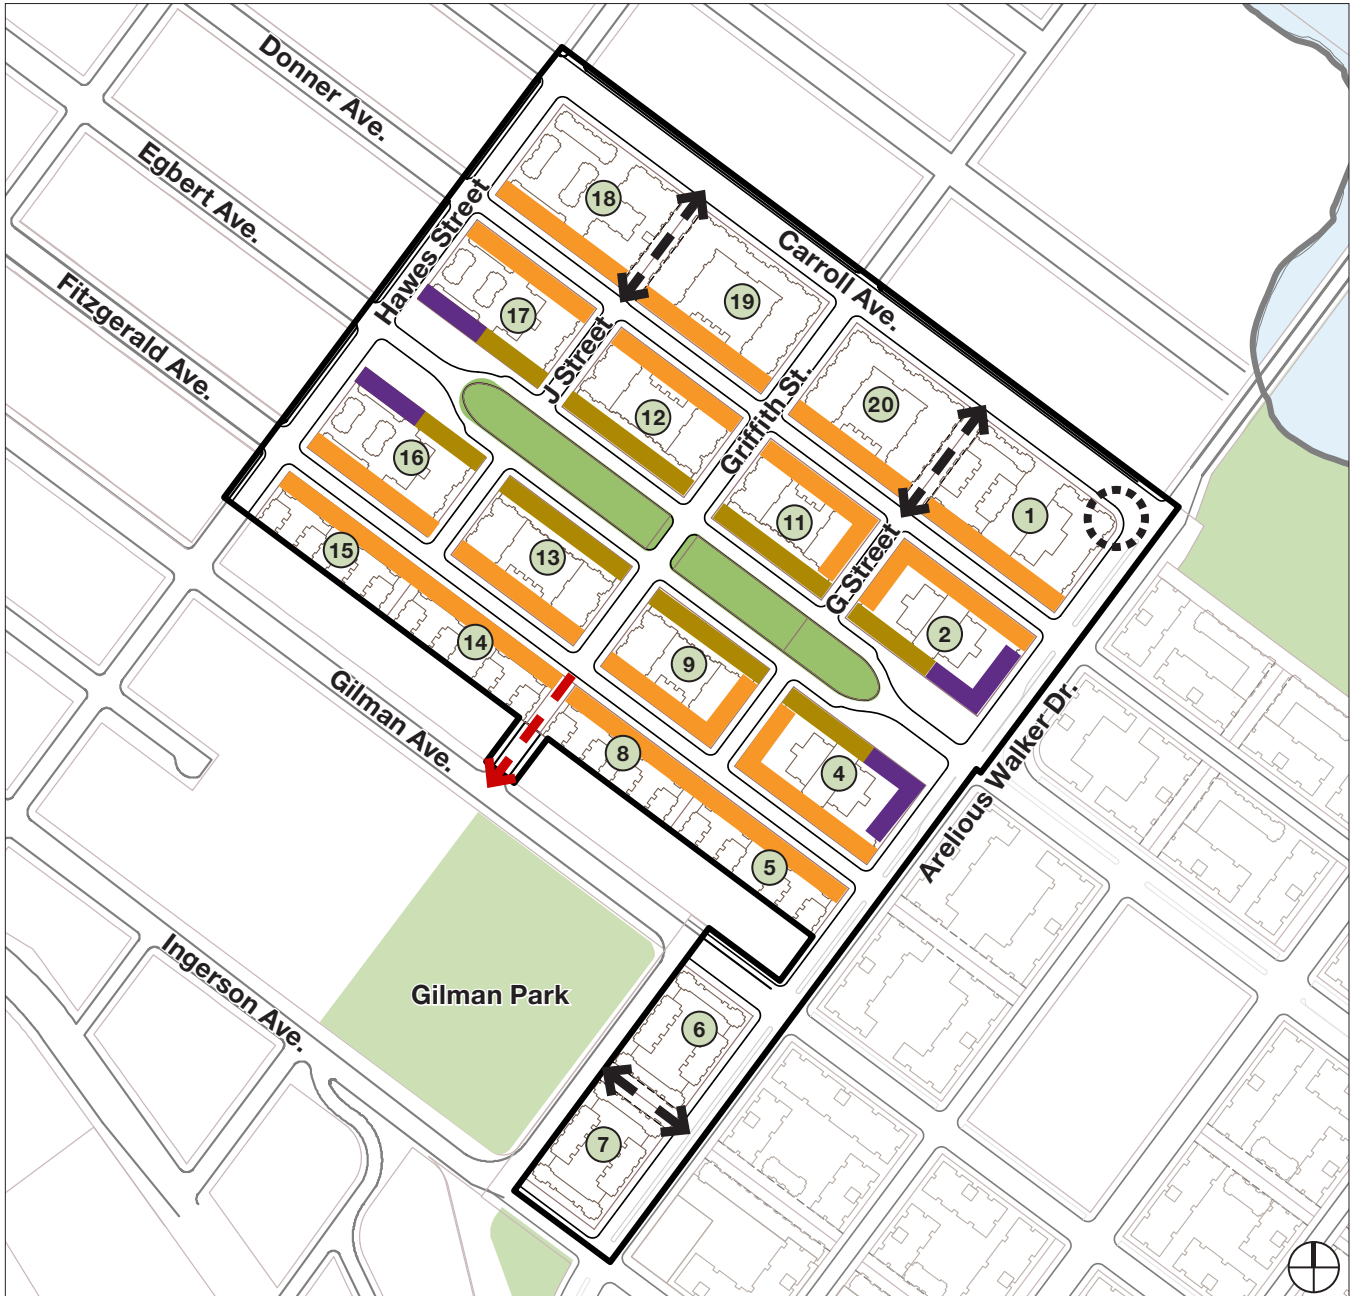 Donner Ave.
Egbert Ave.
Fitzgerald Ave.
Hawes Street
18
Carroll Ave.
19
17
J Street
Griffith St.
20
12
16
11
1
G Street
15
13
2
14
9
Arelious Walker Dr.
Gilman Ave.
8
4
5
Ingerson Ave.
Gilman Park
6
7